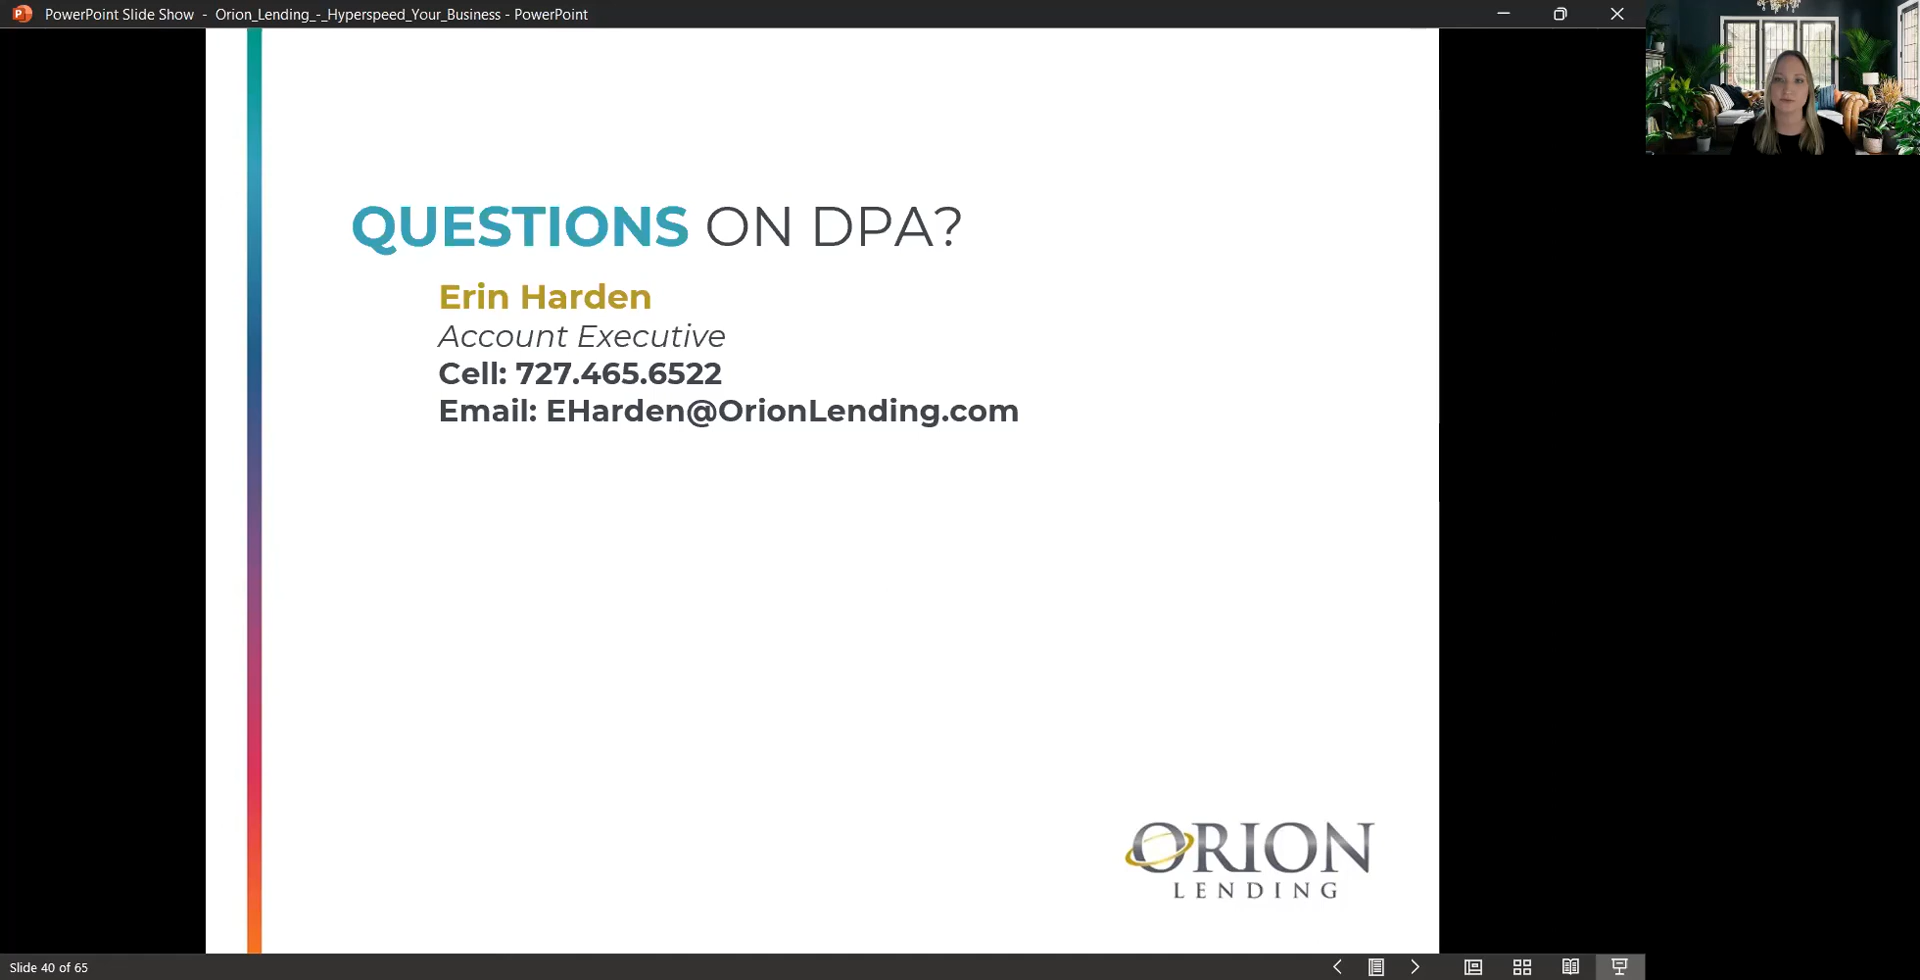 PowerPoint Slide Show - Orion_Lending_-_Hyperspeed_Your_Business - PowerPoint
QUESTIONS ON DPA?
Erin Harden
Account Executive
Cell: 727.465.6522
Email: EHarden@OrionLending.com
ORION
LENDING
Slide 40 of 65